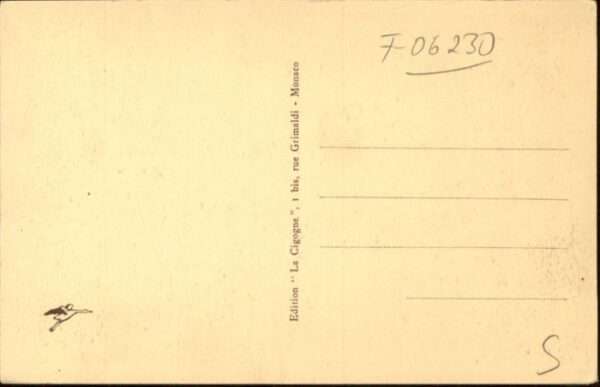 F-06230
Edition "La Cigogne", 1 bis, rue Grimaldi - Monaco
S